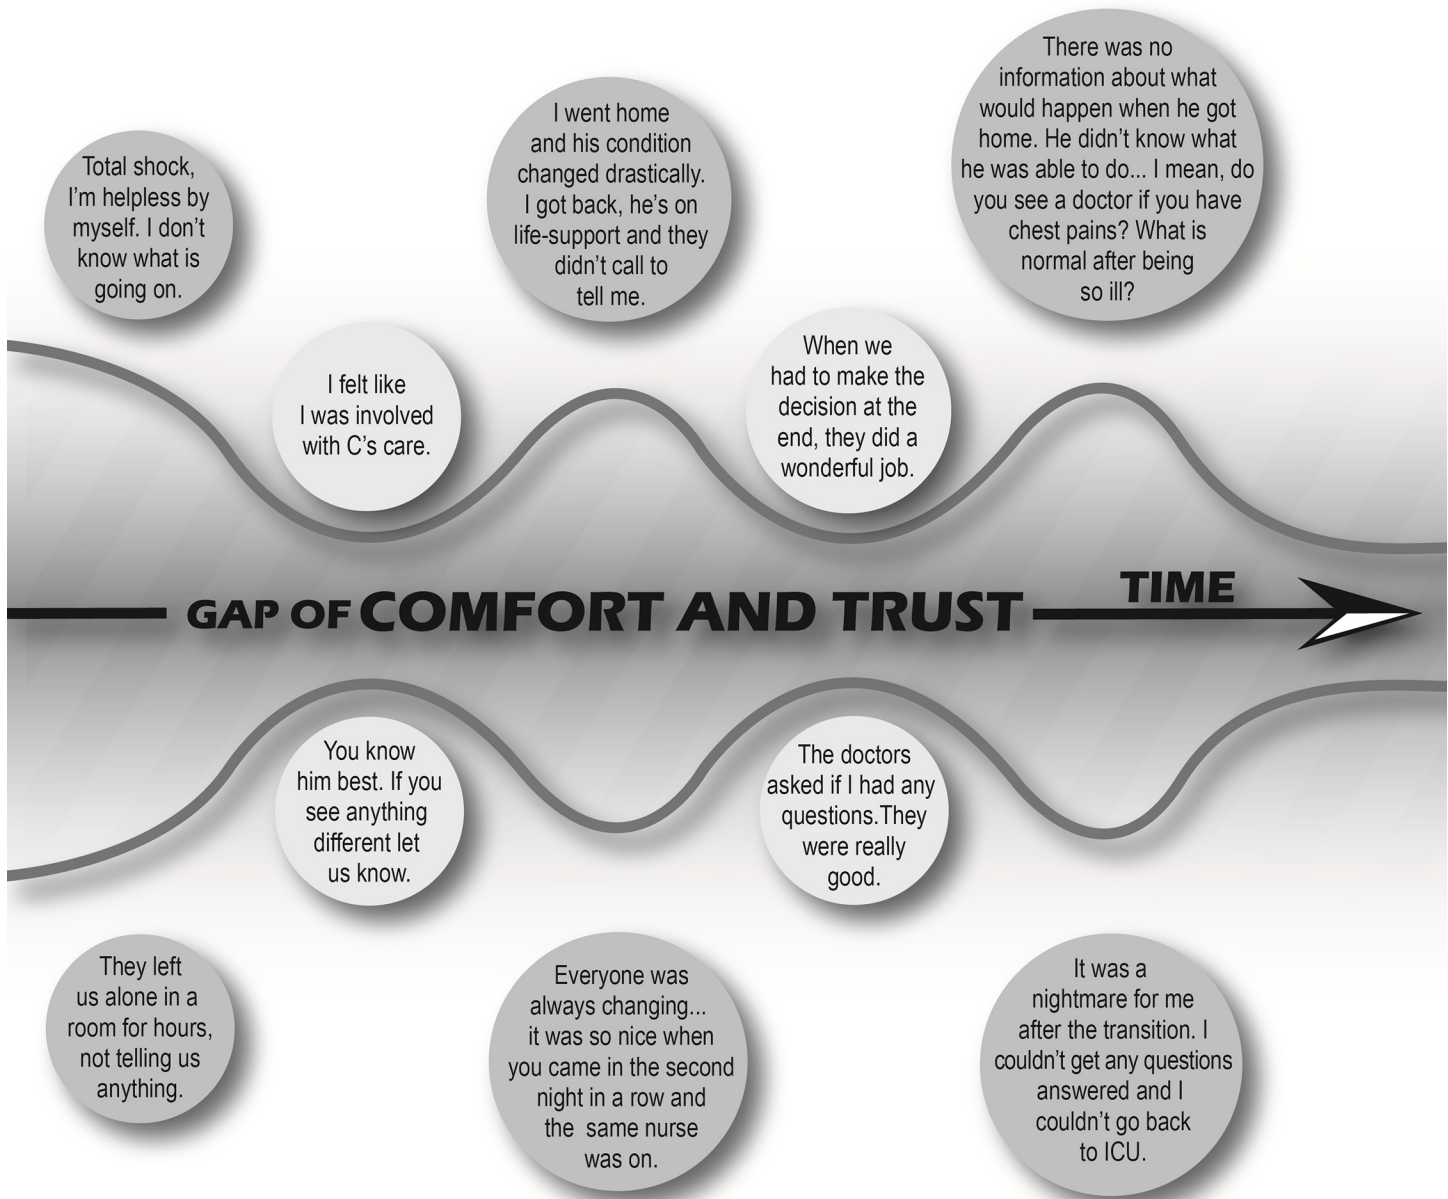 Total shock,
I'm helpless by
myself. I don't
know what is
going on.
I felt like
I was involved
with C's care.
I went home
and his condition
changed drastically.
I got back, he's on
life-support and they
didn't call to
tell me.
When we
had to make the
decision at the
end, they did a
wonderful job.
There was no
information about what
would happen when he got
home. He didn't know what
he was able to do... I mean, do
you see a doctor if you have
chest pains? What is
normal after being
so ill?
GAP OF COMFORT AND TRUST
TIME
They left
us alone in a
room for hours,
not telling us
anything.
You know
him best. If you
see anything
different let
us know.
Everyone was
always changing...
it was so nice when
you came in the second
night in a row and
the same nurse
was on.
The doctors
asked if I had any
questions.They
were really
good.
It was a
nightmare for me
after the transition. I
couldn't get any questions
answered and I
couldn't go back
to ICU.